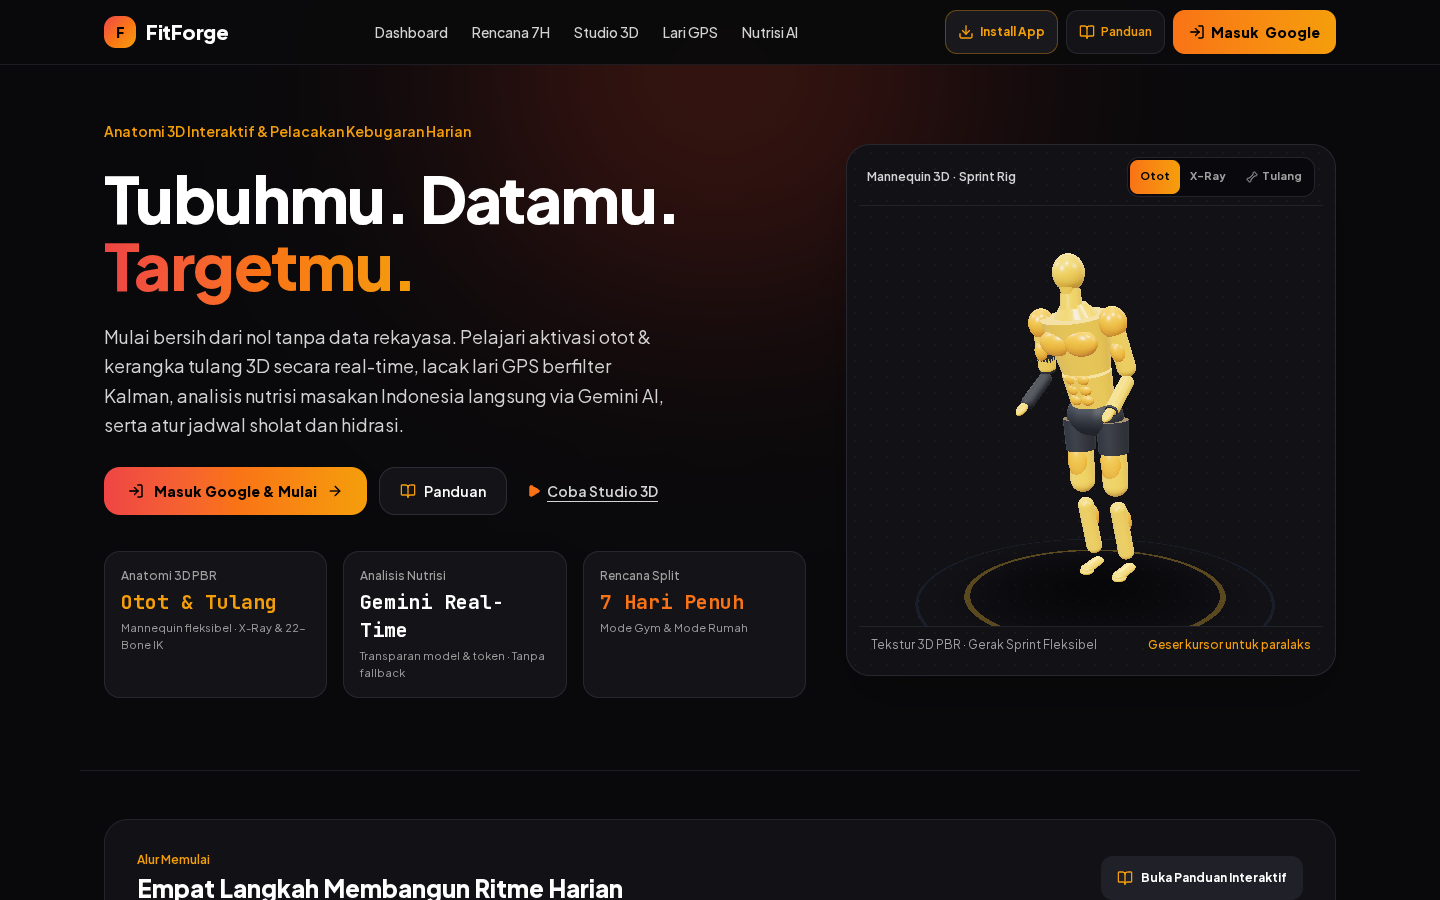 F FitForge
Dashboard Rencana 7H Studio 3D Lari GPS Nutrisi AI
Install App Panduan Masuk Google
Anatomi 3D Interaktif & Pelacakan Kebugaran Harian
Tubuhmu. Datamu.
Targetmu.
Mulai bersih dari nol tanpa data rekayasa. Pelajari aktivasi otot &
kerangka tulang 3D secara real-time, lacak lari GPS berfilter
Kalman, analisis nutrisi masakan Indonesia langsung via Gemini AI,
serta atur jadwal sholat dan hidrasi.
Masuk Google & Mulai Panduan Coba Studio 3D
Anatomi 3D PBR
Otot & Tulang
Mannequin fleksibel · X-Ray & 22-
Bone IK
Analisis Nutrisi
Gemini Real-
Time
Transparan model & token · Tanpa
fallback
Rencana Split
7 Hari Penuh
Mode Gym & Mode Rumah
Mannequin 3D · Sprint Rig
Otot X-Ray Tulang
Tekstur 3D PBR · Gerak Sprint Fleksibel
Geser kursor untuk paralaks
Alur Memulai
Empat Langkah Membangun Ritme Harian
Buka Panduan Interaktif